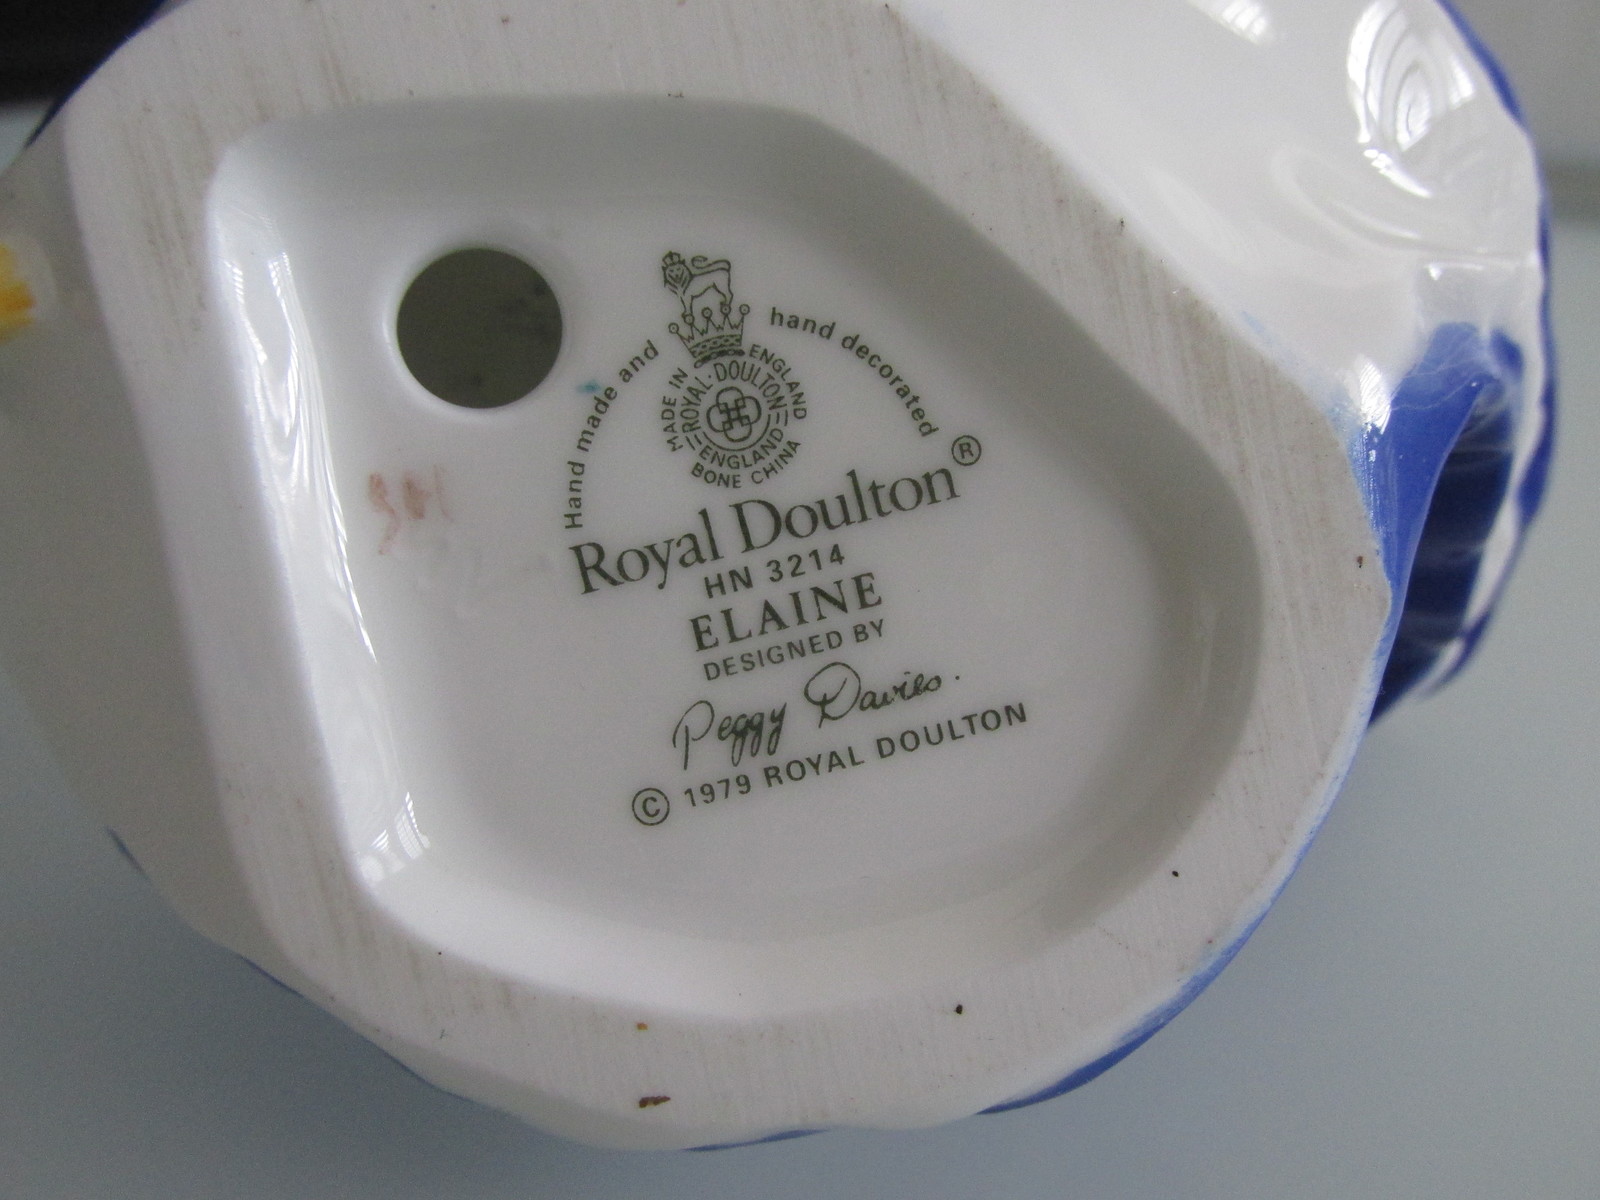 Hand made and hand decorated
MADE IN ENGLAND
ROYAL · DOULTON
ENGLAND
BONE CHINA
Royal Doulton ®
HN 3214
ELAINE
DESIGNED BY
Peggy Davies.
© 1979 ROYAL DOULTON